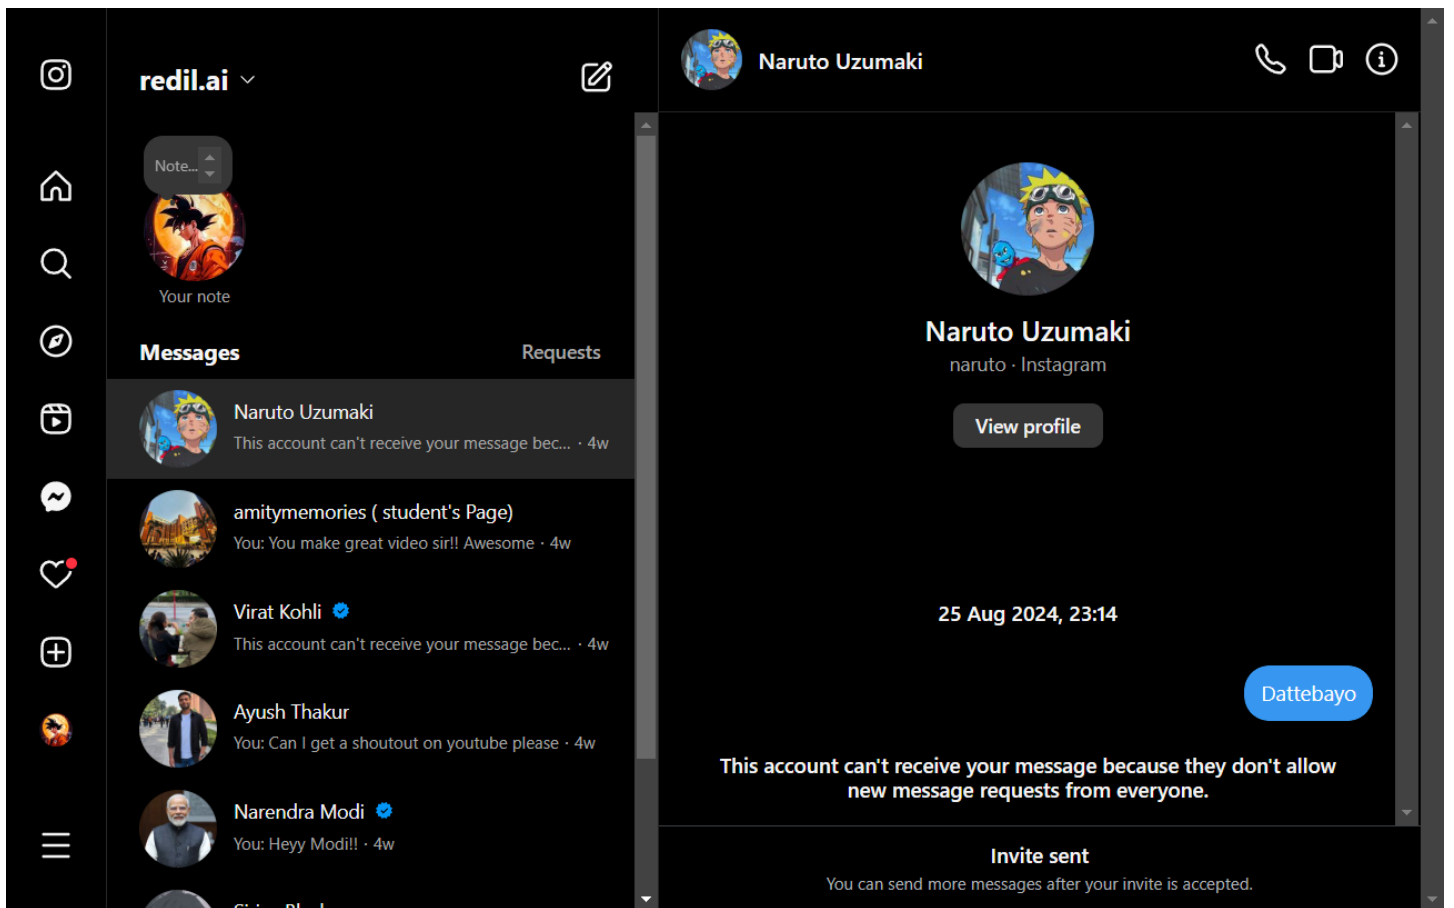 redil.ai
Note...
Your note
Messages
Requests
Naruto Uzumaki
This account can't receive your message bec... · 4w
amitymemories ( student's Page)
You: You make great video sir!! Awesome · 4w
Virat Kohli
This account can't receive your message bec... · 4w
Ayush Thakur
You: Can I get a shoutout on youtube please · 4w
Narendra Modi
You: Heyy Modi!! · 4w
Naruto Uzumaki
Naruto Uzumaki
naruto · Instagram
View profile
25 Aug 2024, 23:14
Dattebayo
This account can't receive your message because they don't allow
new message requests from everyone.
Invite sent
You can send more messages after your invite is accepted.